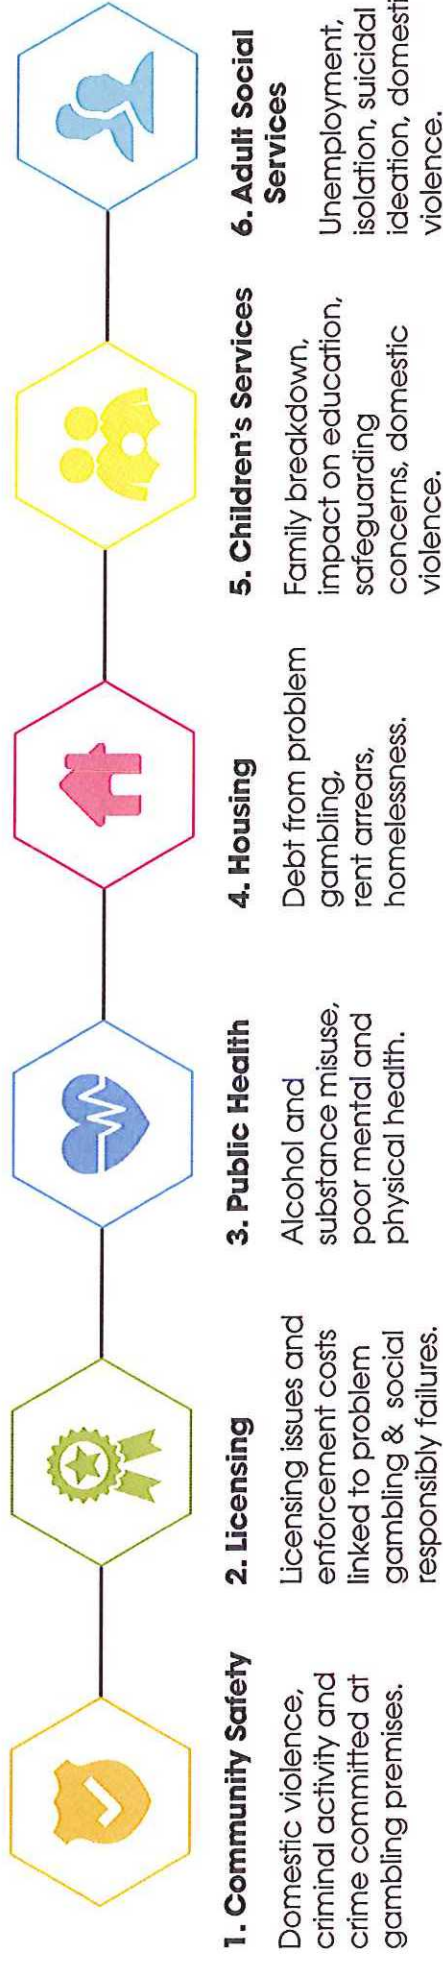 1. Community Safety
Domestic violence,
criminal activity and
crime committed at
gambling premises.
2. Licensing
Licensing issues and
enforcement costs
linked to problem
gambling & social
responsibly failures.
3. Public Health
Alcohol and
substance misuse,
poor mental and
physical health.
4. Housing
Debt from problem
gambling,
rent arrears,
homelessness.
5. Children's Services
Family breakdown,
impact on education,
safeguarding
concerns, domestic
violence.
6. Adult Social
Services
Unemployment,
isolation, suicidal
ideation, domesti
violence.